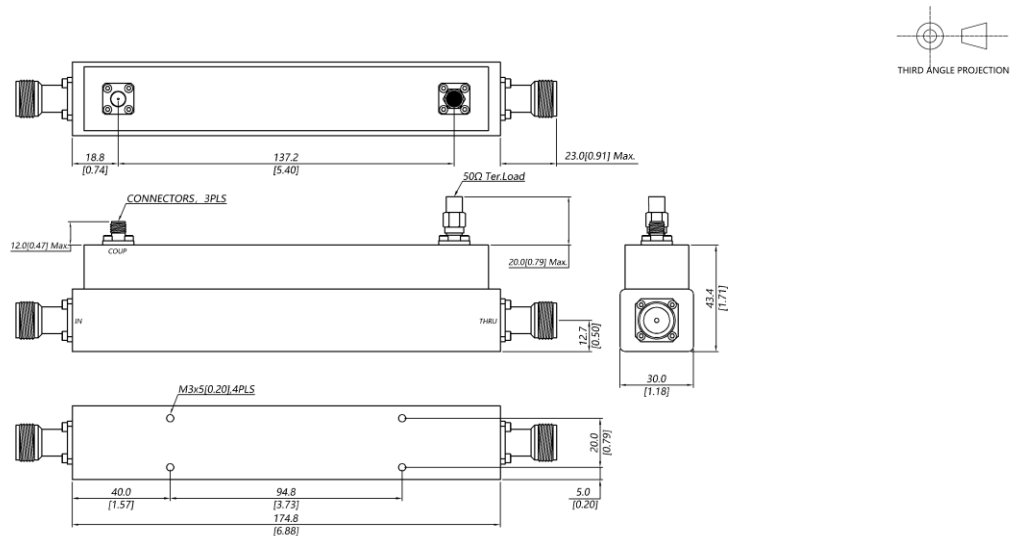 THIRD ANGLE PROJECTION
18.8
[0.74]
137.2
[5.40]
23.0[0.91] Max.
50Ω Ter.Load
CONNECTORS, 3PLS
12.0[0.47] Max.
COUP
20.0[0.79] Max.
IN
THRU
12.7
[0.50]
43.4
[1.71]
30.0
[1.18]
M3x5[0.20],4PLS
20.0
[0.79]
40.0
[1.57]
94.8
[3.73]
5.0
[0.20]
174.8
[6.88]